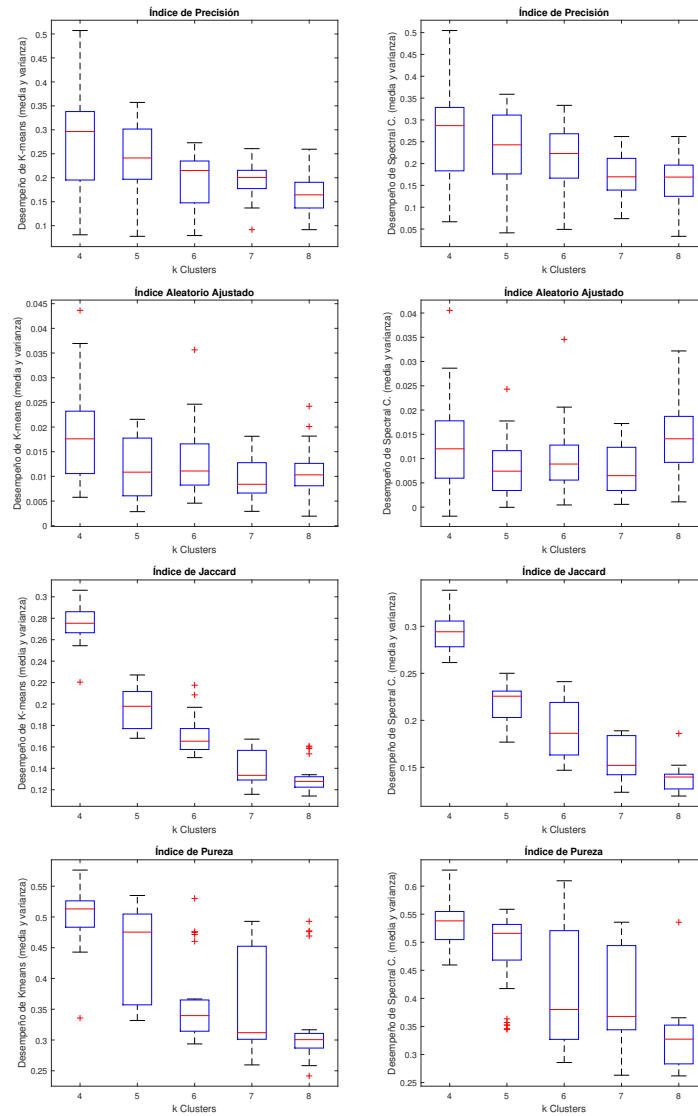 Índice de Precisión
Desempeño de K-means (media y varianza)
0.5
0.45
0.4
0.35
0.3
0.25
0.2
0.15
0.1
4 5 6 7 8
k Clusters
Índice de Precisión
Desempeño de Spectral C. (media y varianza)
0.5
0.45
0.4
0.35
0.3
0.25
0.2
0.15
0.1
0.05
4 5 6 7 8
k Clusters
Índice Aleatorio Ajustado
Desempeño de K-means (media y varianza)
0.045
0.04
0.035
0.03
0.025
0.02
0.015
0.01
0.005
0
4 5 6 7 8
k Clusters
Índice Aleatorio Ajustado
Desempeño de Spectral C. (media y varianza)
0.04
0.035
0.03
0.025
0.02
0.015
0.01
0.005
0
4 5 6 7 8
k Clusters
Índice de Jaccard
Desempeño de K-means (media y varianza)
0.3
0.28
0.26
0.24
0.22
0.2
0.18
0.16
0.14
0.12
4 5 6 7 8
k Clusters
Índice de Jaccard
Desempeño de Spectral C. (media y varianza)
0.3
0.25
0.2
0.15
4 5 6 7 8
k Clusters
Índice de Pureza
Desempeño de Kmeans (media y varianza)
0.55
0.5
0.45
0.4
0.35
0.3
0.25
4 5 6 7 8
k Clusters
Índice de Pureza
Desempeño de Spectral C. (media y varianza)
0.6
0.55
0.5
0.45
0.4
0.35
0.3
0.25
4 5 6 7 8
k Clusters